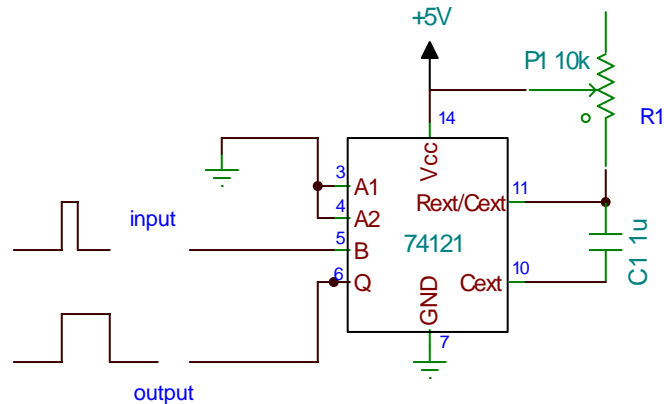 +5V
P1 10k
R1
14
Vcc
3
A1
11
Rext/Cext
input
4
A2
5
B
74121
C1 1u
6
Q
10
Cext
GND
7
output